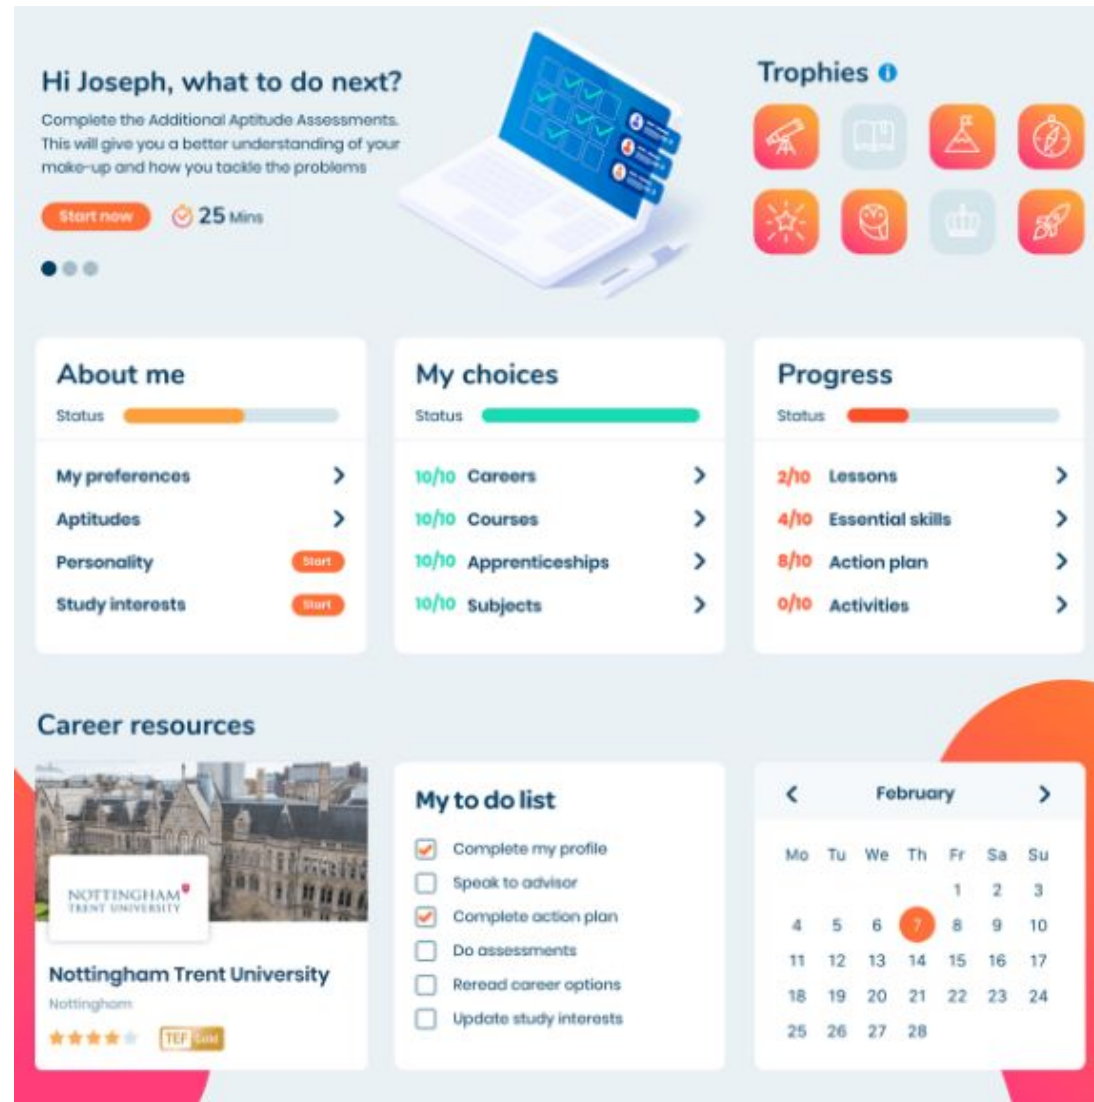 Hi Joseph, what to do next?
Complete the Additional Aptitude Assessments.
This will give you a better understanding of your
make-up and how you tackle the problems
Start now
25 Mins
Trophies i
About me
Status
My preferences
Aptitudes
Personality Start
Study interests Start
My choices
Status
10/10 Careers
10/10 Courses
10/10 Apprenticeships
10/10 Subjects
Progress
Status
2/10 Lessons
4/10 Essential skills
8/10 Action plan
0/10 Activities
Career resources
NOTTINGHAM
TRENT UNIVERSITY
Nottingham Trent University
Nottingham
TEF Gold
My to do list
Complete my profile
Speak to advisor
Complete action plan
Do assessments
Reread career options
Update study interests
February
Mo Tu We Th Fr Sa Su
1 2 3
4 5 6 7 8 9 10
11 12 13 14 15 16 17
18 19 20 21 22 23 24
25 26 27 28